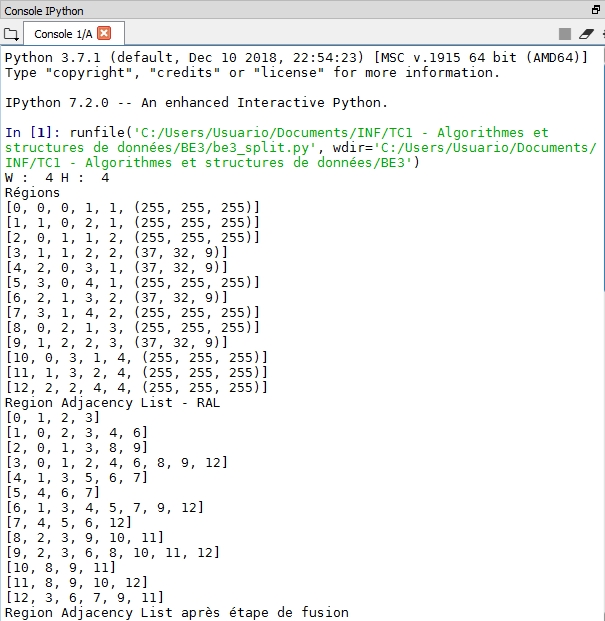 Console IPython
Console 1/A
Python 3.7.1 (default, Dec 10 2018, 22:54:23) [MSC v.1915 64 bit (AMD64)]
Type "copyright", "credits" or "license" for more information.
IPython 7.2.0 -- An enhanced Interactive Python.
In [1]: runfile('C:/Users/Usuario/Documents/INF/TC1 - Algorithmes et
structures de données/BE3/be3_split.py', wdir='C:/Users/Usuario/Documents/
INF/TC1 - Algorithmes et structures de données/BE3')
W :  4 H :  4
Régions
[0, 0, 0, 1, 1, (255, 255, 255)]
[1, 1, 0, 2, 1, (255, 255, 255)]
[2, 0, 1, 1, 2, (255, 255, 255)]
[3, 1, 1, 2, 2, (37, 32, 9)]
[4, 2, 0, 3, 1, (37, 32, 9)]
[5, 3, 0, 4, 1, (255, 255, 255)]
[6, 2, 1, 3, 2, (37, 32, 9)]
[7, 3, 1, 4, 2, (255, 255, 255)]
[8, 0, 2, 1, 3, (255, 255, 255)]
[9, 1, 2, 2, 3, (37, 32, 9)]
[10, 0, 3, 1, 4, (255, 255, 255)]
[11, 1, 3, 2, 4, (255, 255, 255)]
[12, 2, 2, 4, 4, (255, 255, 255)]
Region Adjacency List - RAL
[0, 1, 2, 3]
[1, 0, 2, 3, 4, 6]
[2, 0, 1, 3, 8, 9]
[3, 0, 1, 2, 4, 6, 8, 9, 12]
[4, 1, 3, 5, 6, 7]
[5, 4, 6, 7]
[6, 1, 3, 4, 5, 7, 9, 12]
[7, 4, 5, 6, 12]
[8, 2, 3, 9, 10, 11]
[9, 2, 3, 6, 8, 10, 11, 12]
[10, 8, 9, 11]
[11, 8, 9, 10, 12]
[12, 3, 6, 7, 9, 11]
Region Adjacency List après étape de fusion